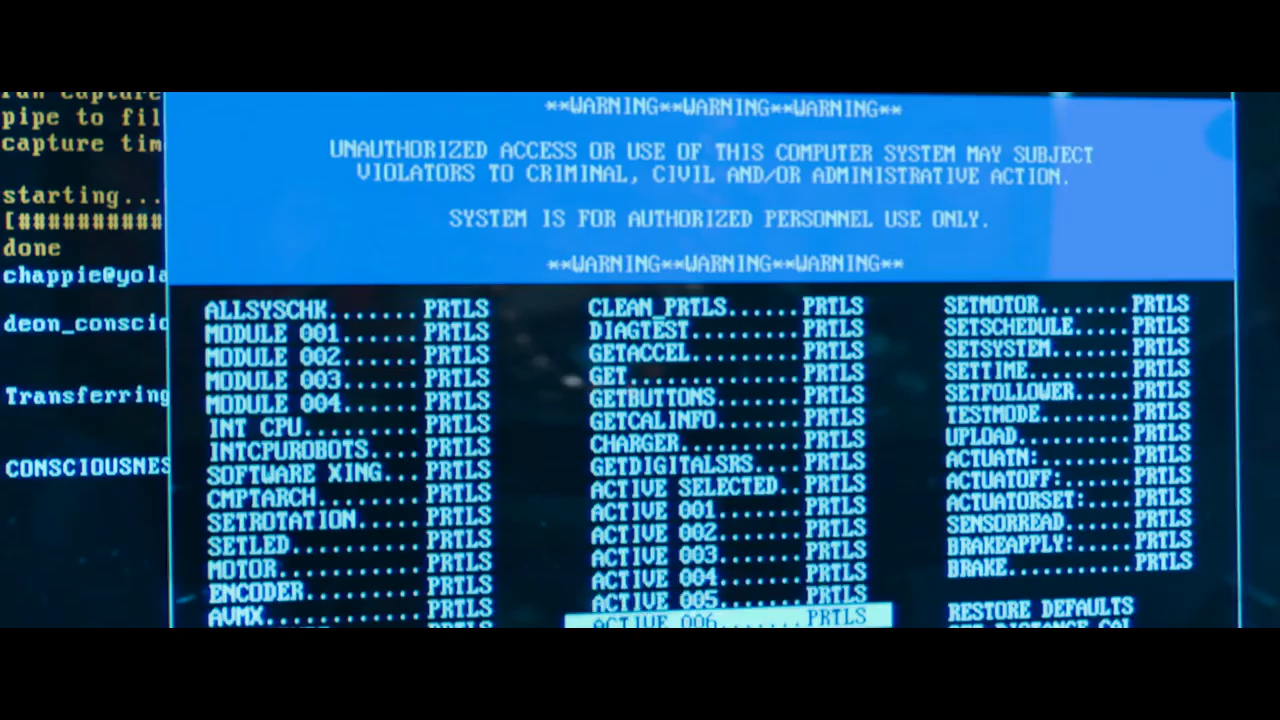 pipe to fil
capture tim
starting...
[##########
done
chappie@yola
deon_conscio
Transferring
CONSCIOUSNES
**WARNING**WARNING**WARNING**
UNAUTHORIZED ACCESS OR USE OF THIS COMPUTER SYSTEM MAY SUBJECT
VIOLATORS TO CRIMINAL, CIVIL AND/OR ADMINISTRATIVE ACTION.
SYSTEM IS FOR AUTHORIZED PERSONNEL USE ONLY.
**WARNING**WARNING**WARNING**
ALLSYSCHK....... PRTLS
MODULE 001...... PRTLS
MODULE 002...... PRTLS
MODULE 003...... PRTLS
MODULE 004...... PRTLS
INT CPU......... PRTLS
INTCPUROBOTS.... PRTLS
SOFTWARE XING... PRTLS
CMPTARCH........ PRTLS
SETROTATION..... PRTLS
SETLED.......... PRTLS
MOTOR........... PRTLS
ENCODER......... PRTLS
AVMX............ PRTLS
CLEAN_PRTLS......PRTLS
DIAGTEST.........PRTLS
GETACCEL.........PRTLS
GET..............PRTLS
GETBUTTONS.......PRTLS
GETCALINFO.......PRTLS
CHARGER..........PRTLS
GETDIGITALSRS....PRTLS
ACTIVE SELECTED..PRTLS
ACTIVE 001.......PRTLS
ACTIVE 002.......PRTLS
ACTIVE 003.......PRTLS
ACTIVE 004.......PRTLS
ACTIVE 005.......PRTLS
ACTIVE 006.......PRTLS
SETMOTOR........PRTLS
SETSCHEDULE.....PRTLS
SETSYSTEM.......PRTLS
SETTIME.........PRTLS
SETFOLLOWER.....PRTLS
TESTMODE........PRTLS
UPLOAD..........PRTLS
ACTUATN:........PRTLS
ACTUATOFF:......PRTLS
ACTUATORSET:....PRTLS
SENSORREAD......PRTLS
BRAKEAPPLY:.....PRTLS
BRAKE...........PRTLS
RESTORE DEFAULTS